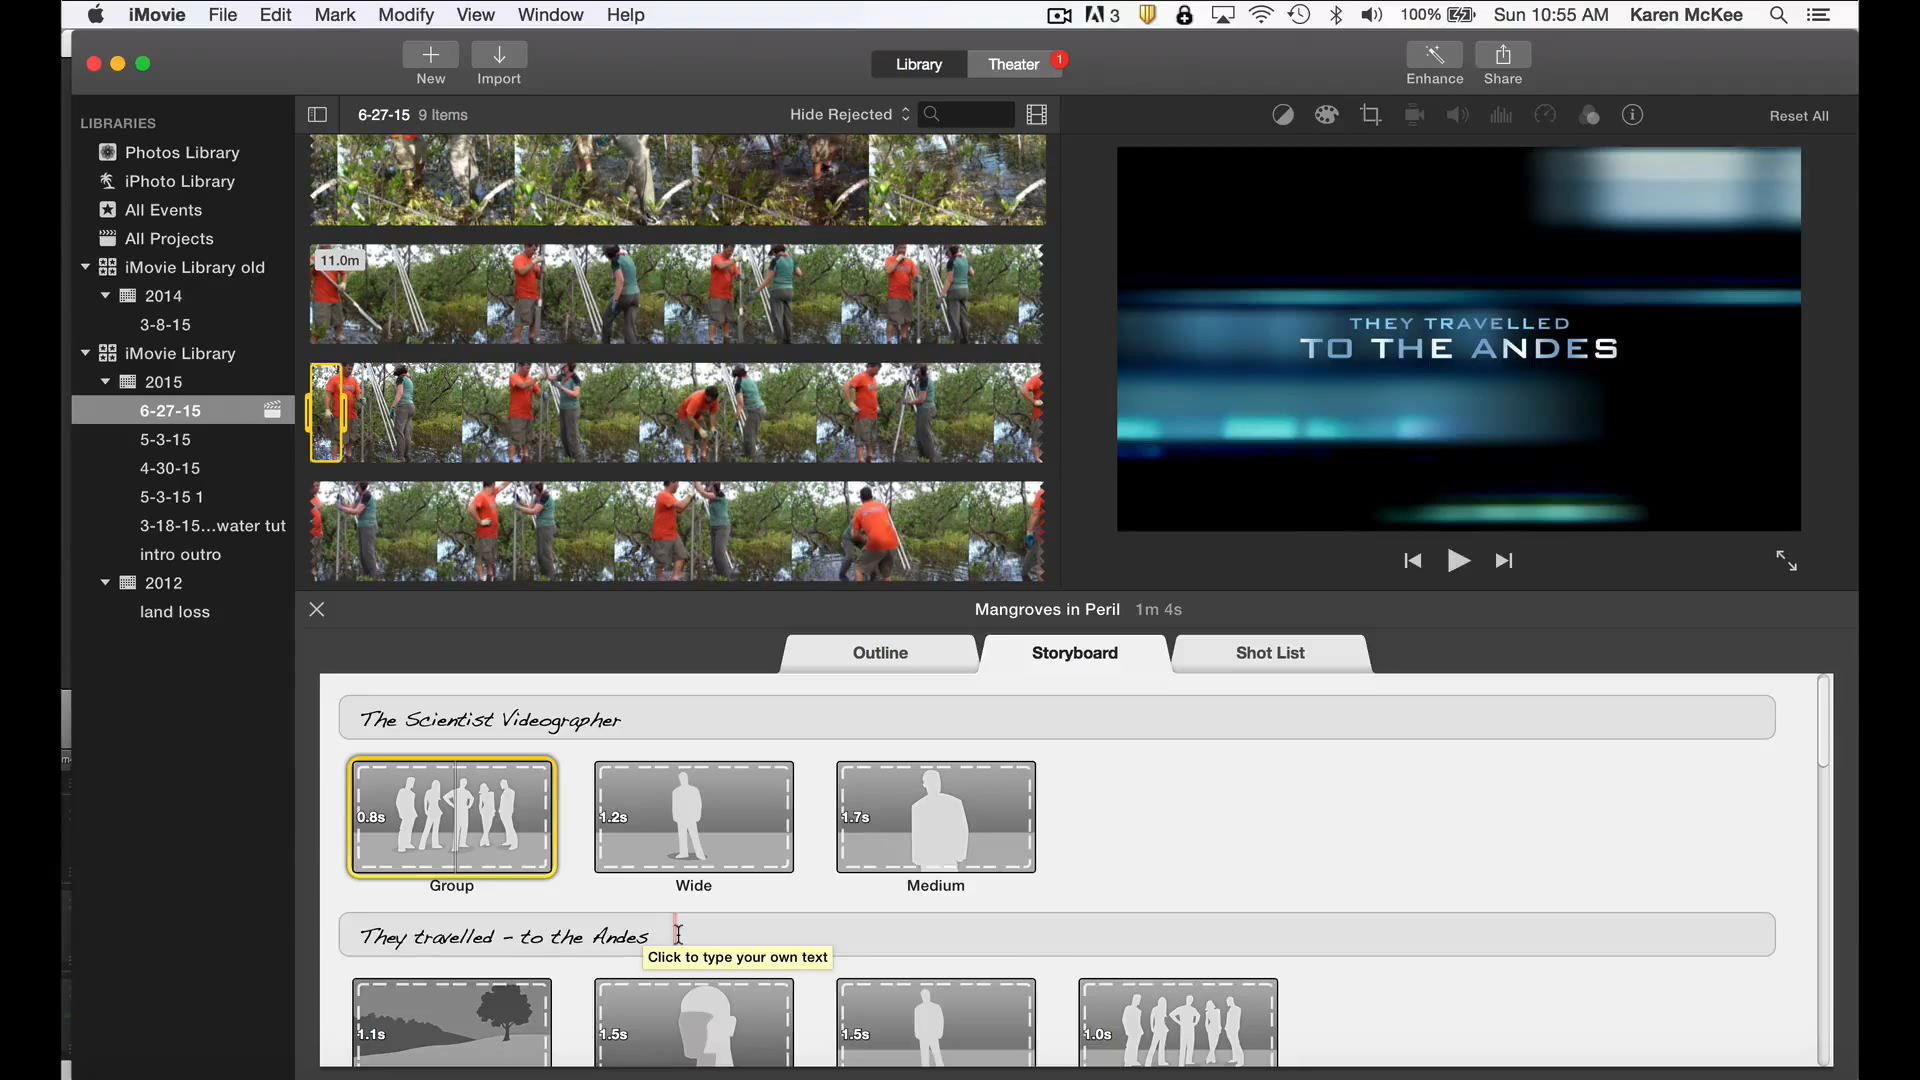 iMovie File Edit Mark Modify View Window Help 3 100% Sun 10:55 AM Karen McKee
New Import Library Theater 1 Enhance Share
LIBRARIES
Photos Library
iPhoto Library
All Events
All Projects
iMovie Library old
2014
3-8-15
iMovie Library
2015
6-27-15
5-3-15
4-30-15
5-3-15 1
3-18-15...water tut
intro outro
2012
land loss
6-27-15 9 Items Hide Rejected
11.0m
Reset All
THEY TRAVELLED
TO THE ANDES
Mangroves in Peril 1m 4s
Outline Storyboard Shot List
The Scientist Videographer
0.8s 1.2s 1.7s
Group Wide Medium
They travelled - to the Andes
Click to type your own text
1.1s 1.5s 1.5s 1.0s